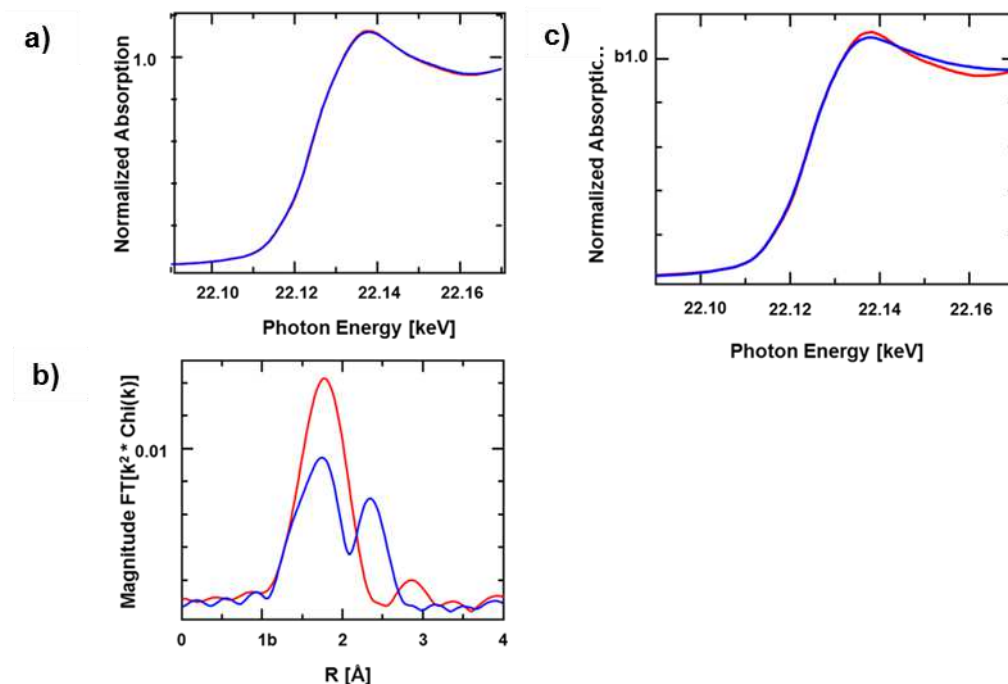 a)
Normalized Absorption
1.0
22.10 22.12 22.14 22.16
Photon Energy [keV]
c)
Normalized Absorptic..
b1.0
22.10 22.12 22.14 22.16
Photon Energy [keV]
b)
Magnitude FT[k² * Chi(k)]
0.01
0 1b 2 3 4
R [Å]